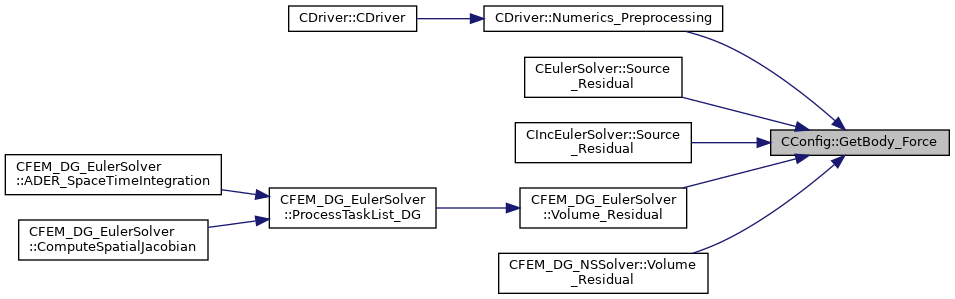 CDriver::CDriver
CDriver::Numerics_Preprocessing
CEulerSolver::Source
_Residual
CIncEulerSolver::Source
_Residual
CConfig::GetBody_Force
CFEM_DG_EulerSolver
::ADER_SpaceTimeIntegration
CFEM_DG_EulerSolver
::ProcessTaskList_DG
CFEM_DG_EulerSolver
::Volume_Residual
CFEM_DG_EulerSolver
::ComputeSpatialJacobian
CFEM_DG_NSSolver::Volume
_Residual